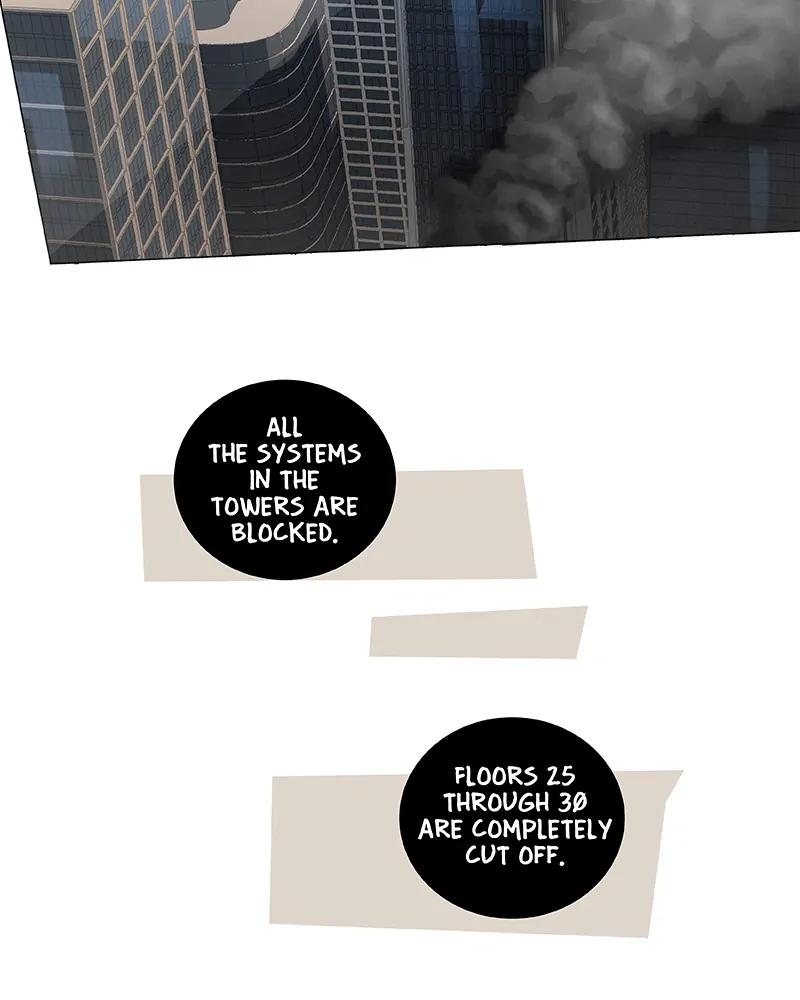 ALL
THE SYSTEMS
IN THE
TOWERS ARE
BLOCKED.
FLOORS 25
THROUGH 30
ARE COMPLETELY
CUT OFF.